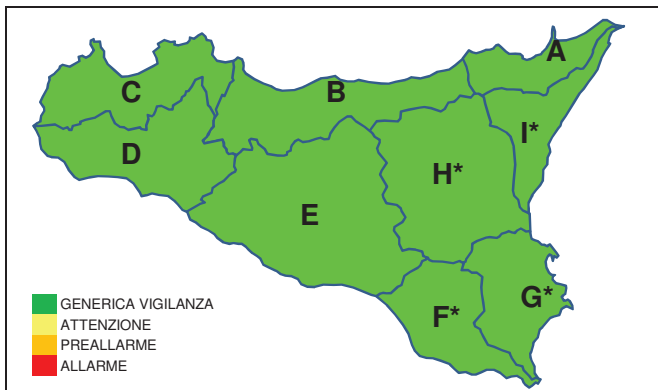 A
C
B
I*
D
H*
E
G*
F*
GENERICA VIGILANZA
ATTENZIONE
PREALLARME
ALLARME